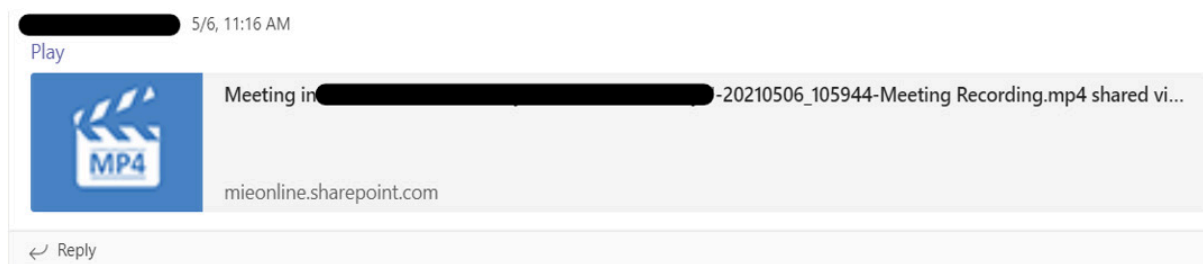 5/6, 11:16 AM
Play
Meeting in -20210506_105944-Meeting Recording.mp4 shared vi...
MP4
mieonline.sharepoint.com
Reply